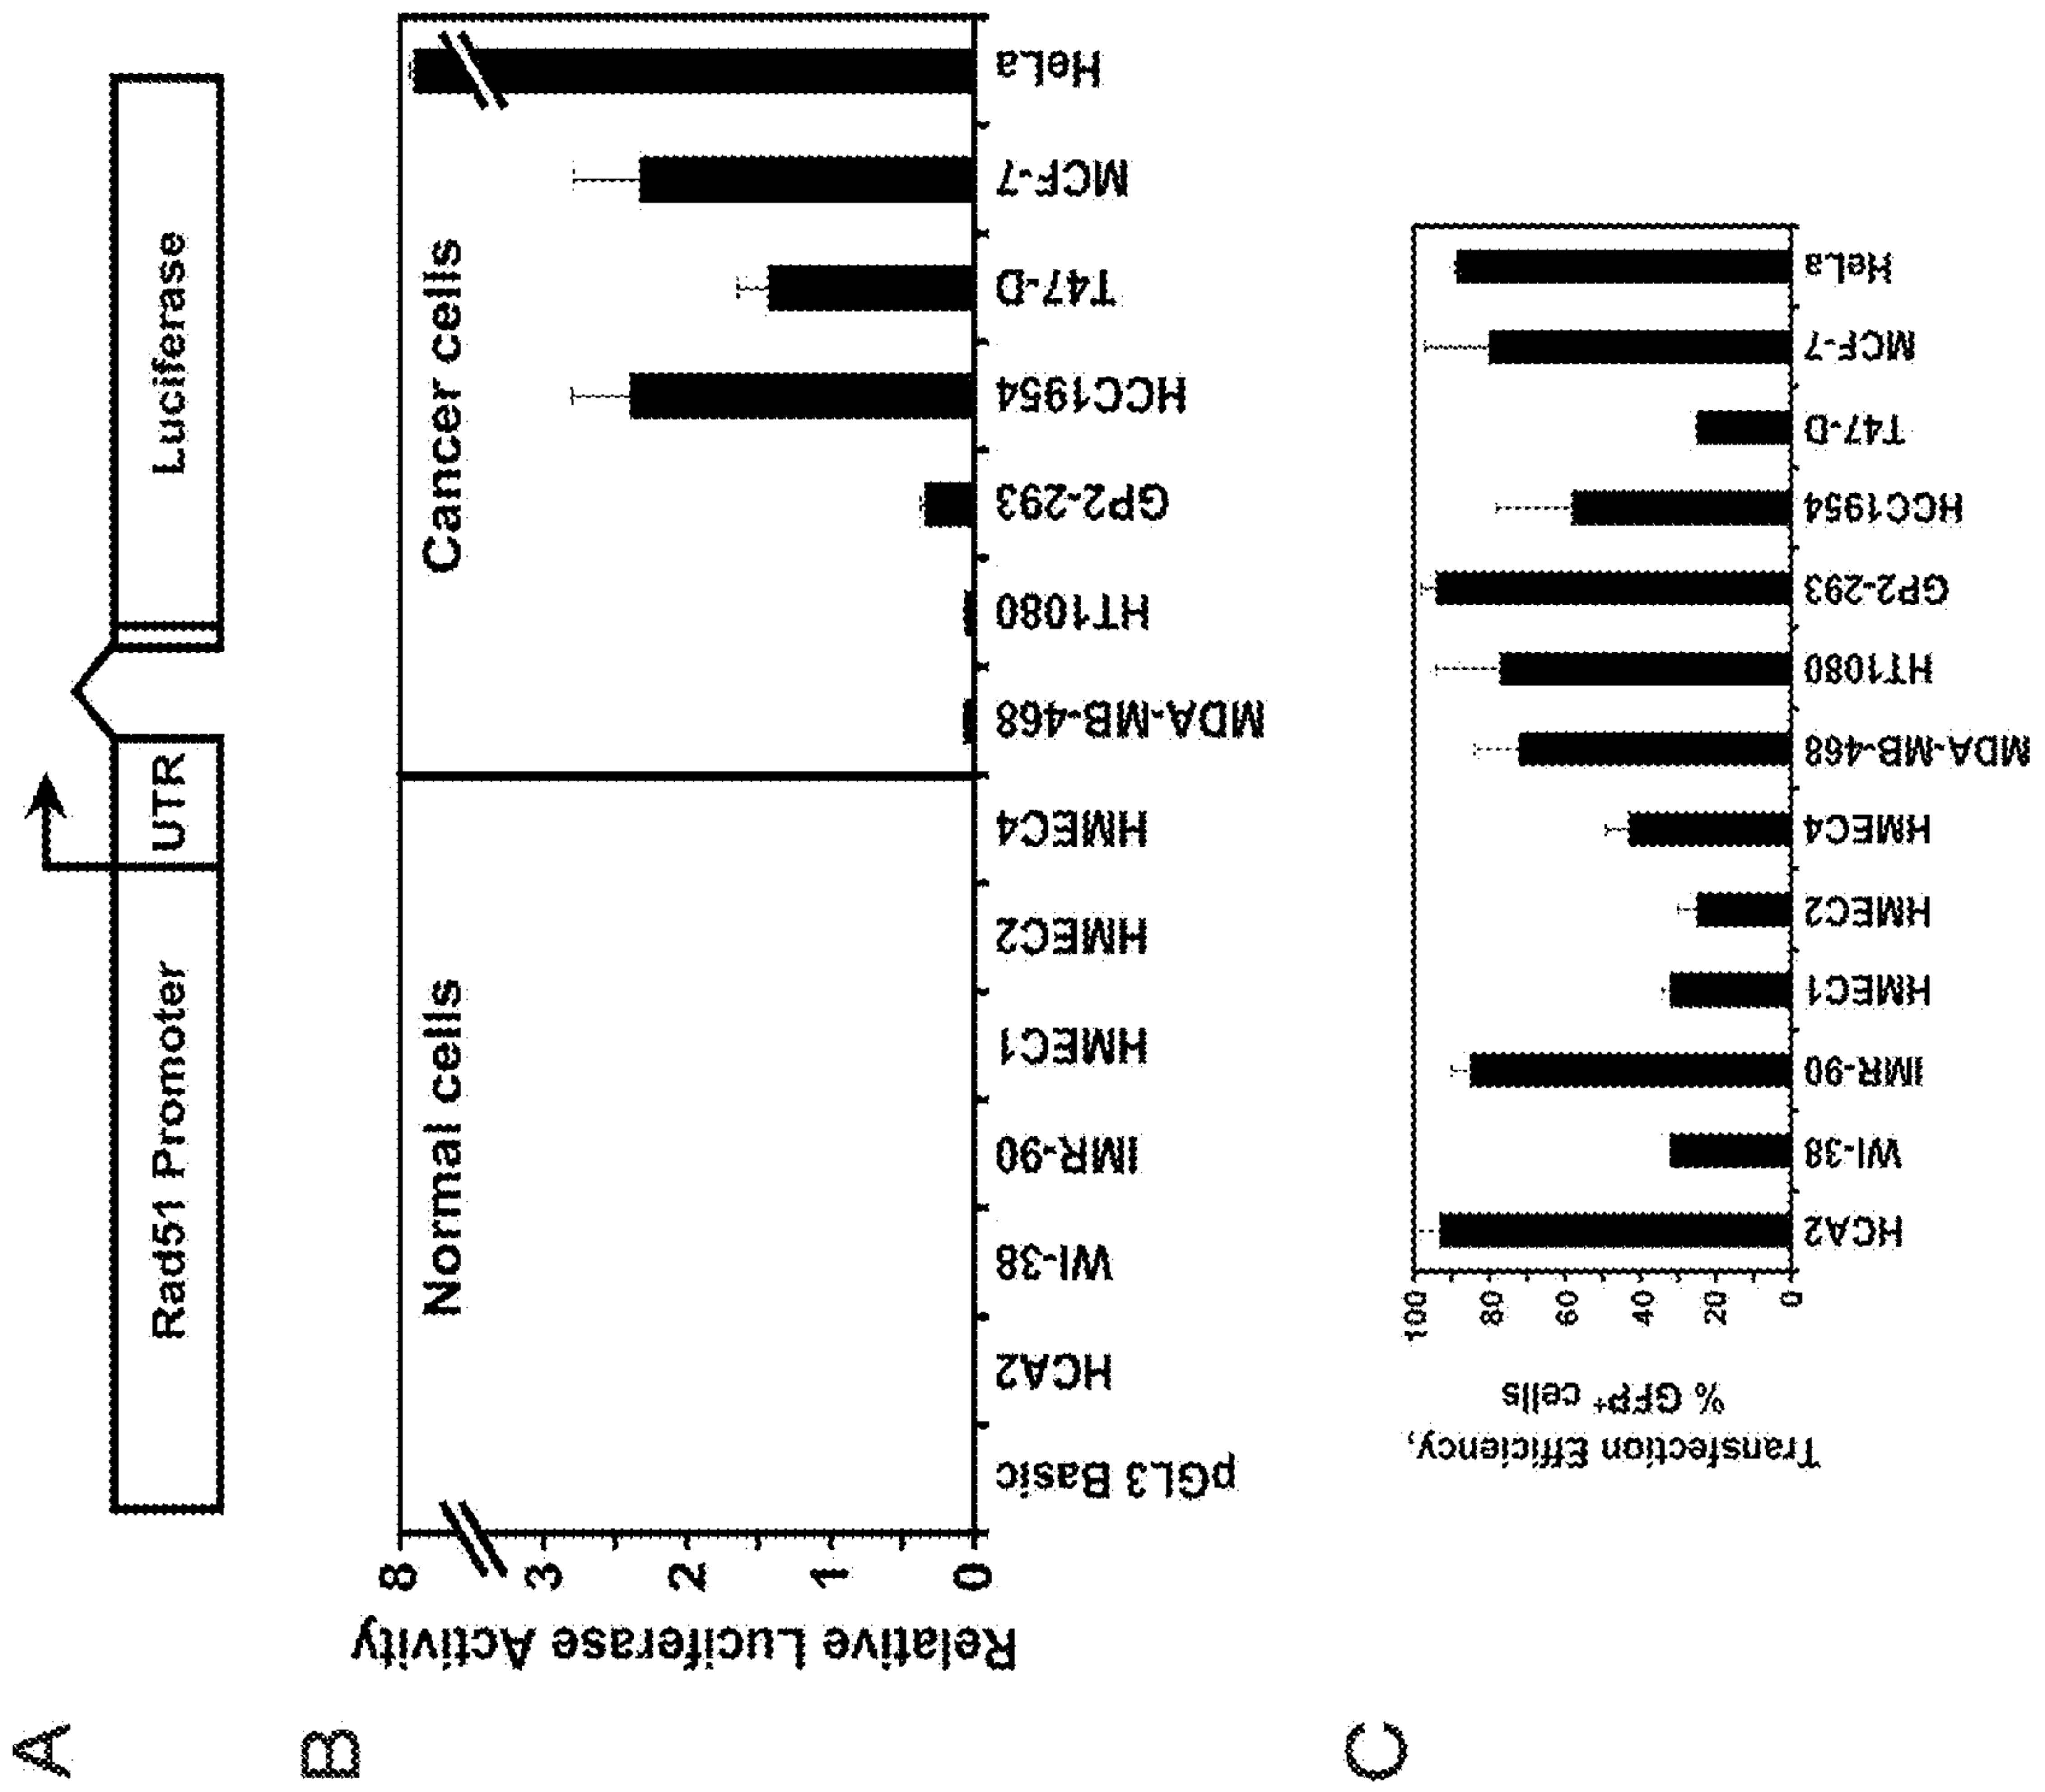 A
Rad51 Promoter
UTR
Luciferase
B
Relative Luciferase Activity
8
3
2
1
0
Normal cells
Cancer cells
pGL3 Basic
HCA2
WI-38
IMR-90
HMEC1
HMEC2
HMEC4
MDA-MB-468
HT1080
GP2-293
HCC1954
T47-D
MCF-7
HeLa
C
Transfection Efficiency,
% GFP⁺ cells
100
80
60
40
20
0
HCA2
WI-38
IMR-90
HMEC1
HMEC2
HMEC4
MDA-MB-468
HT1080
GP2-293
HCC1954
T47-D
MCF-7
HeLa